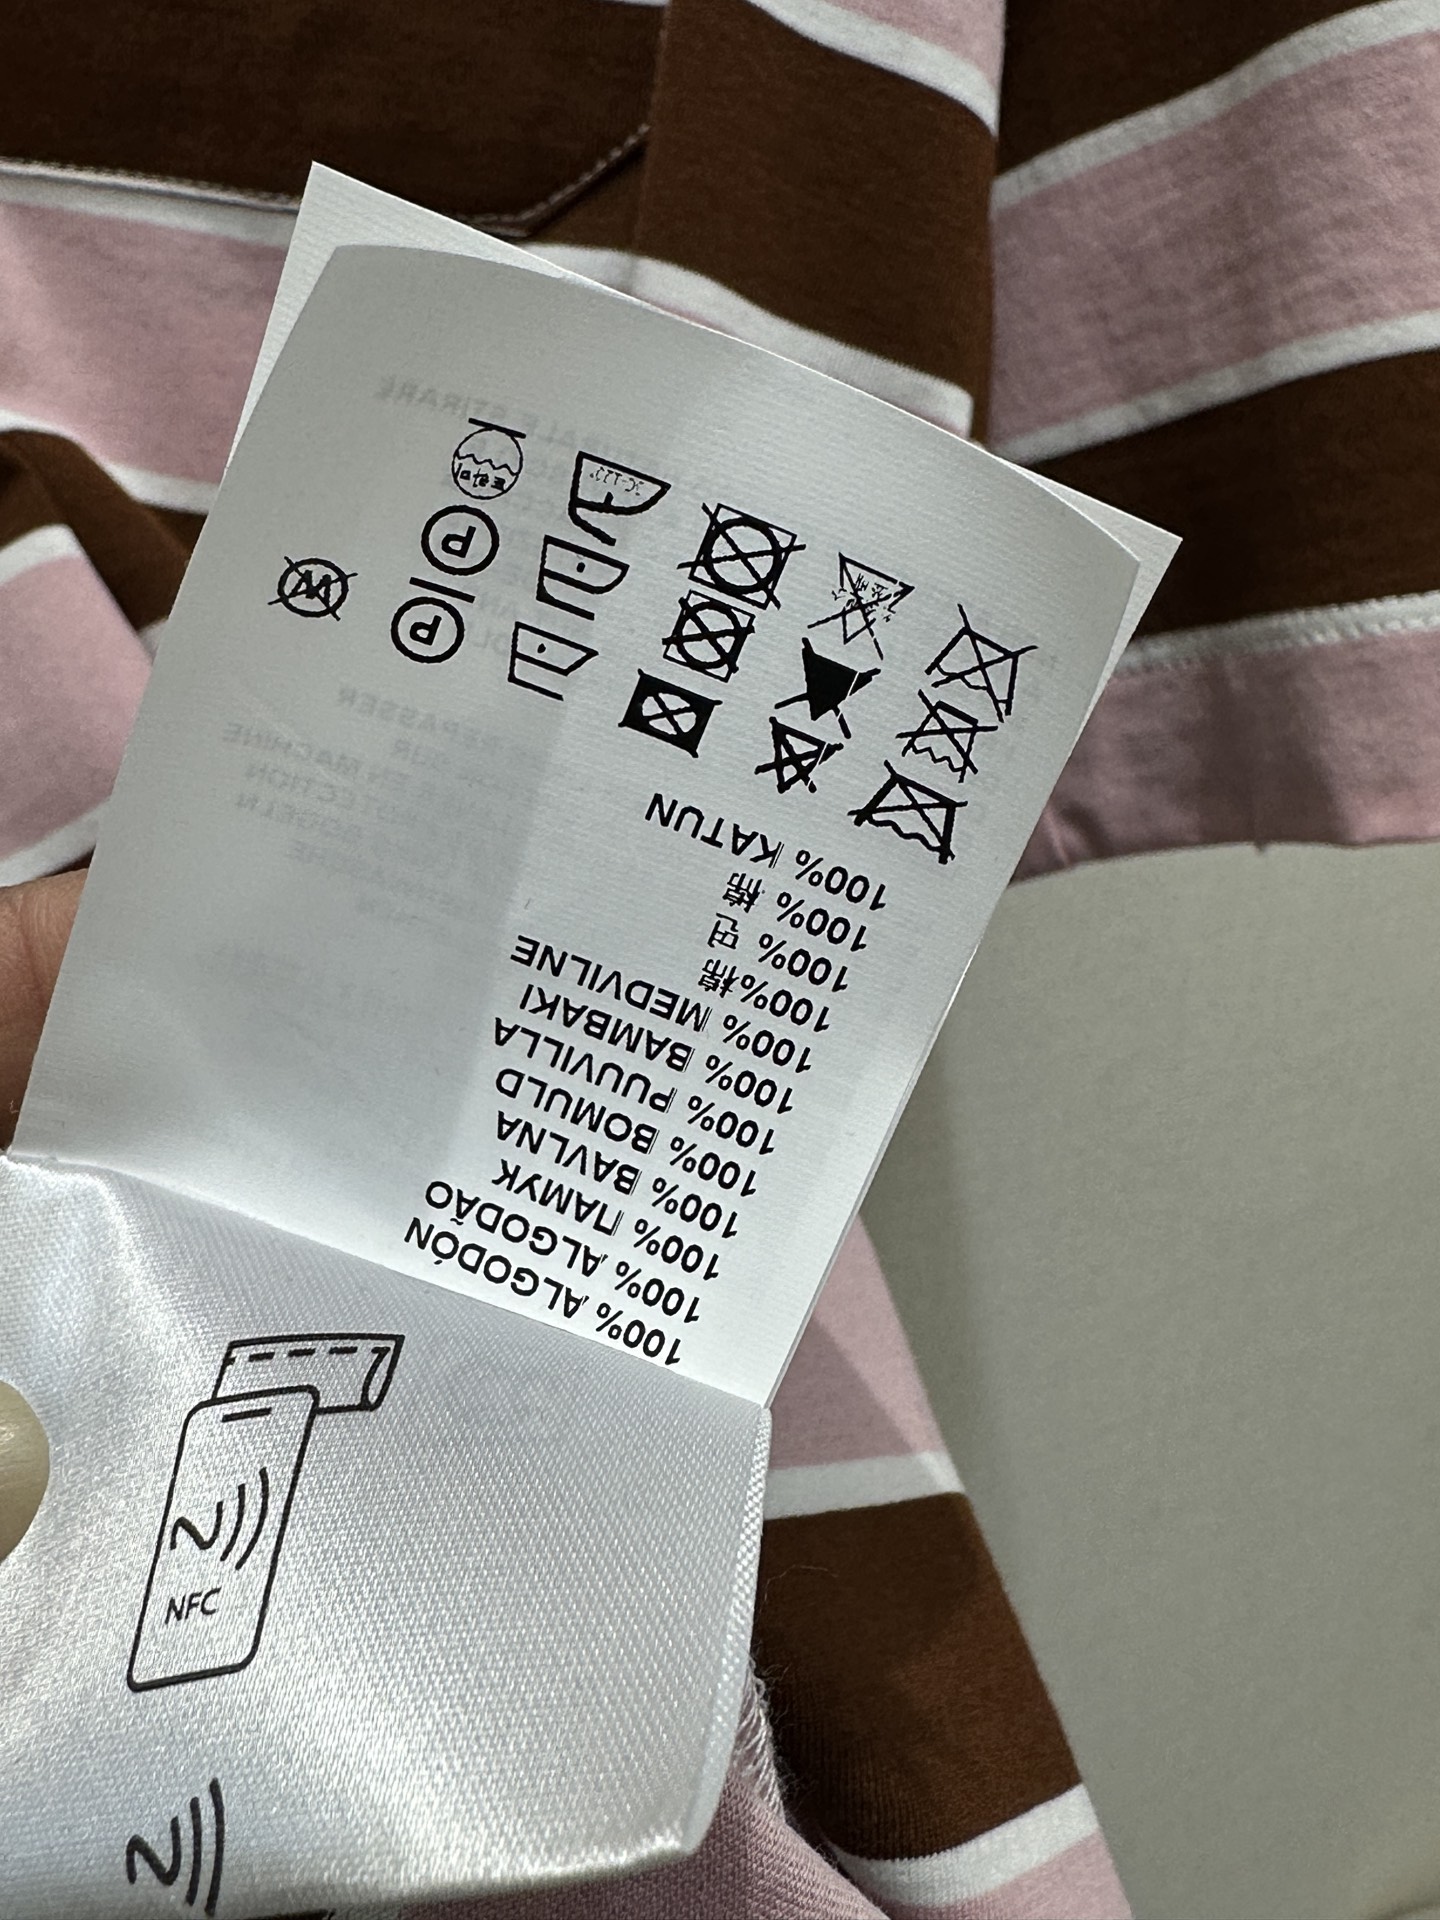 100% ALGODÓN
100% ALGODÃO
100% ПАМУК
100% BAVLNA
100% BOMULD
100% PUUVILLA
100% BAMBAKI
100% MEDVILNE
100%棉
100% 면
100% 棉
100% KATUN
P
P
W
NFC